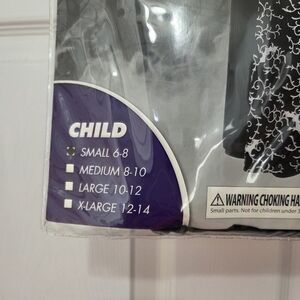 CHILD
SMALL 6-8
MEDIUM 8-10
LARGE 10-12
X-LARGE 12-14
WARNING CHOKING HA
Small parts. Not for children under